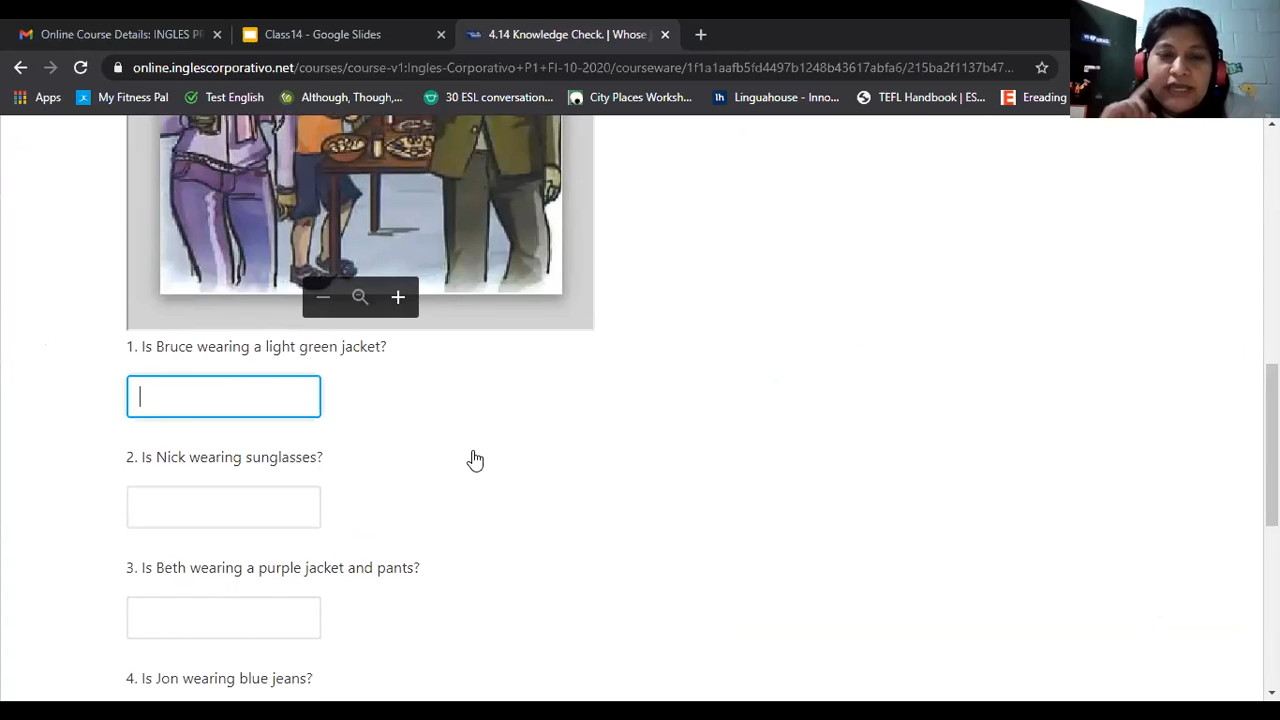 Online Course Details: INGLES PR
Class14 - Google Slides
4.14 Knowledge Check. | Whose
online.inglescorporativo.net/courses/course-v1:Ingles-Corporativo+P1+FI-10-2020/courseware/1f1a1aafb5fd4497b1248b43617abfa6/215ba2f1137b47...
Apps My Fitness Pal Test English Although, Though,... 30 ESL conversation... City Places Worksh... Linguahouse - Inno... TEFL Handbook | ES... Ereading
1. Is Bruce wearing a light green jacket?
2. Is Nick wearing sunglasses?
3. Is Beth wearing a purple jacket and pants?
4. Is Jon wearing blue jeans?